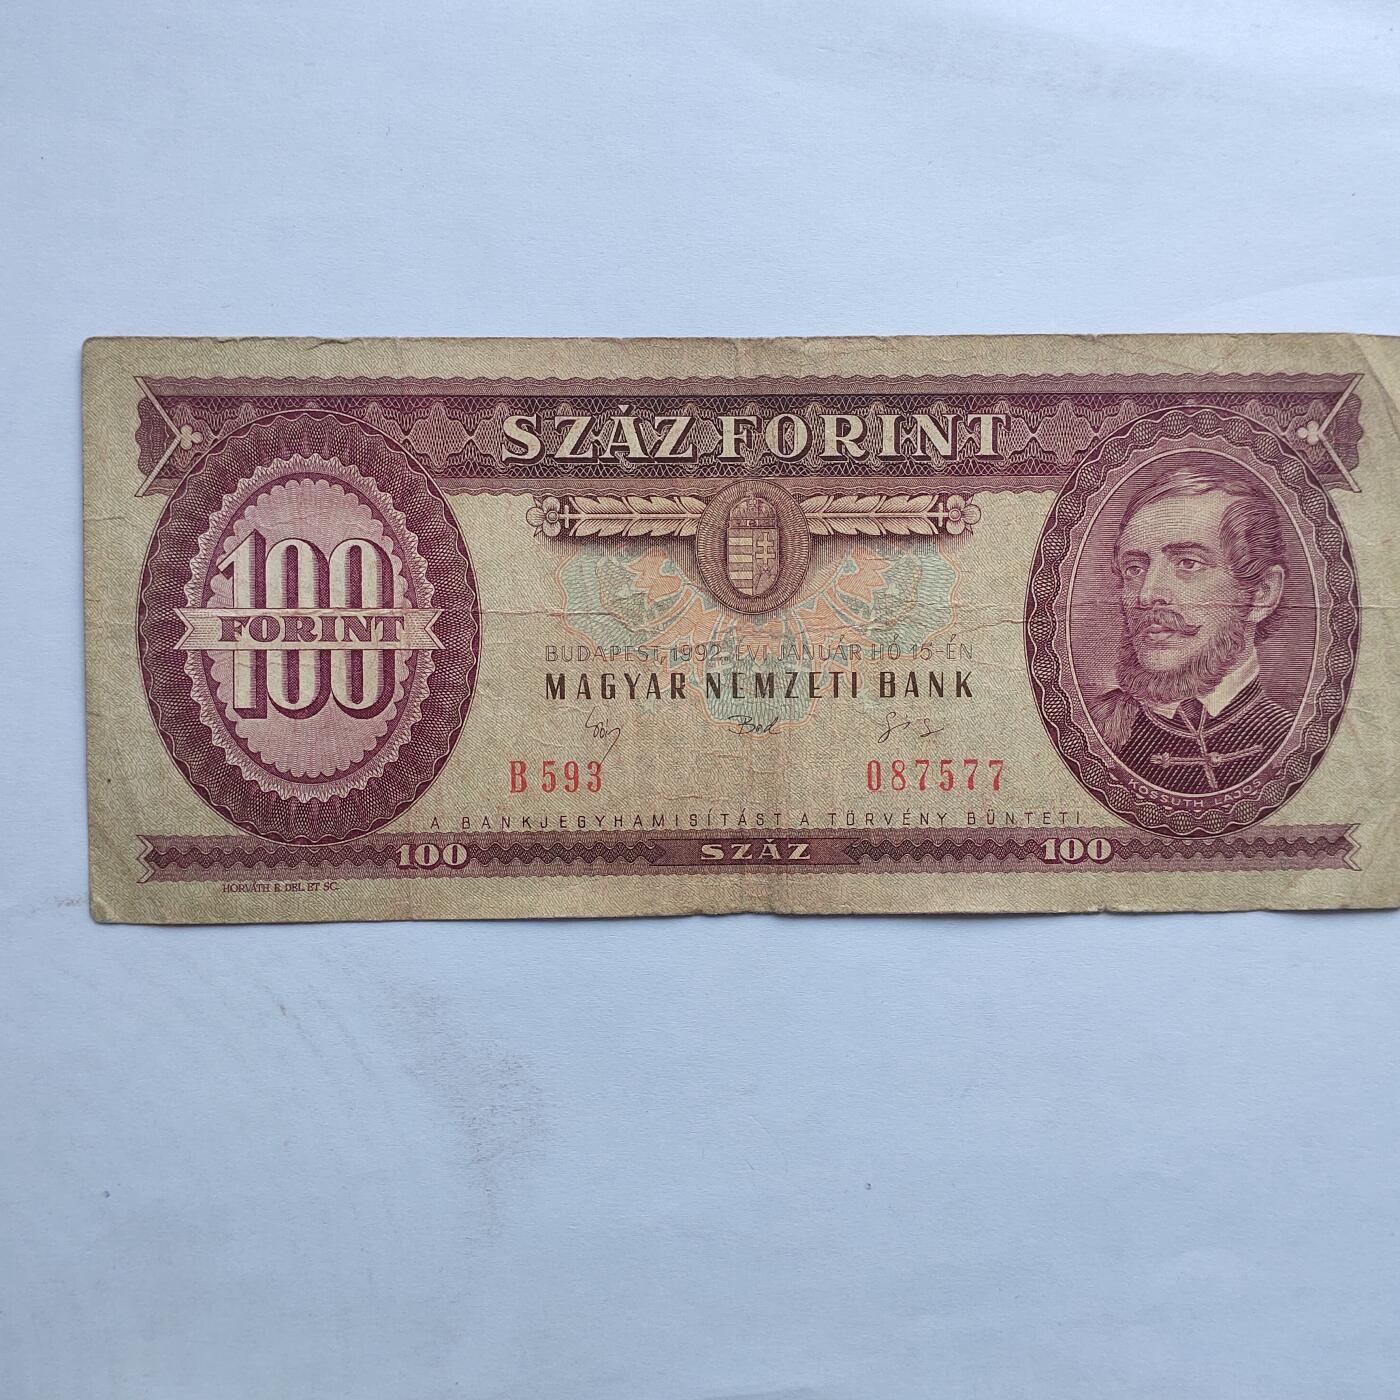 SZÁZ FORINT
100
FORINT
100
BUDAPEST, 1992. ÉVI JANUÁR HÓ 15-ÉN
MAGYAR NEMZETI BANK
B 593 087577
KOSSUTH LAJOS
A BANKJEGYHAMISÍTÁST A TÖRVÉNY BÜNTETI
100 SZÁZ 100
HORVÁTH E. DEL. ET SC.